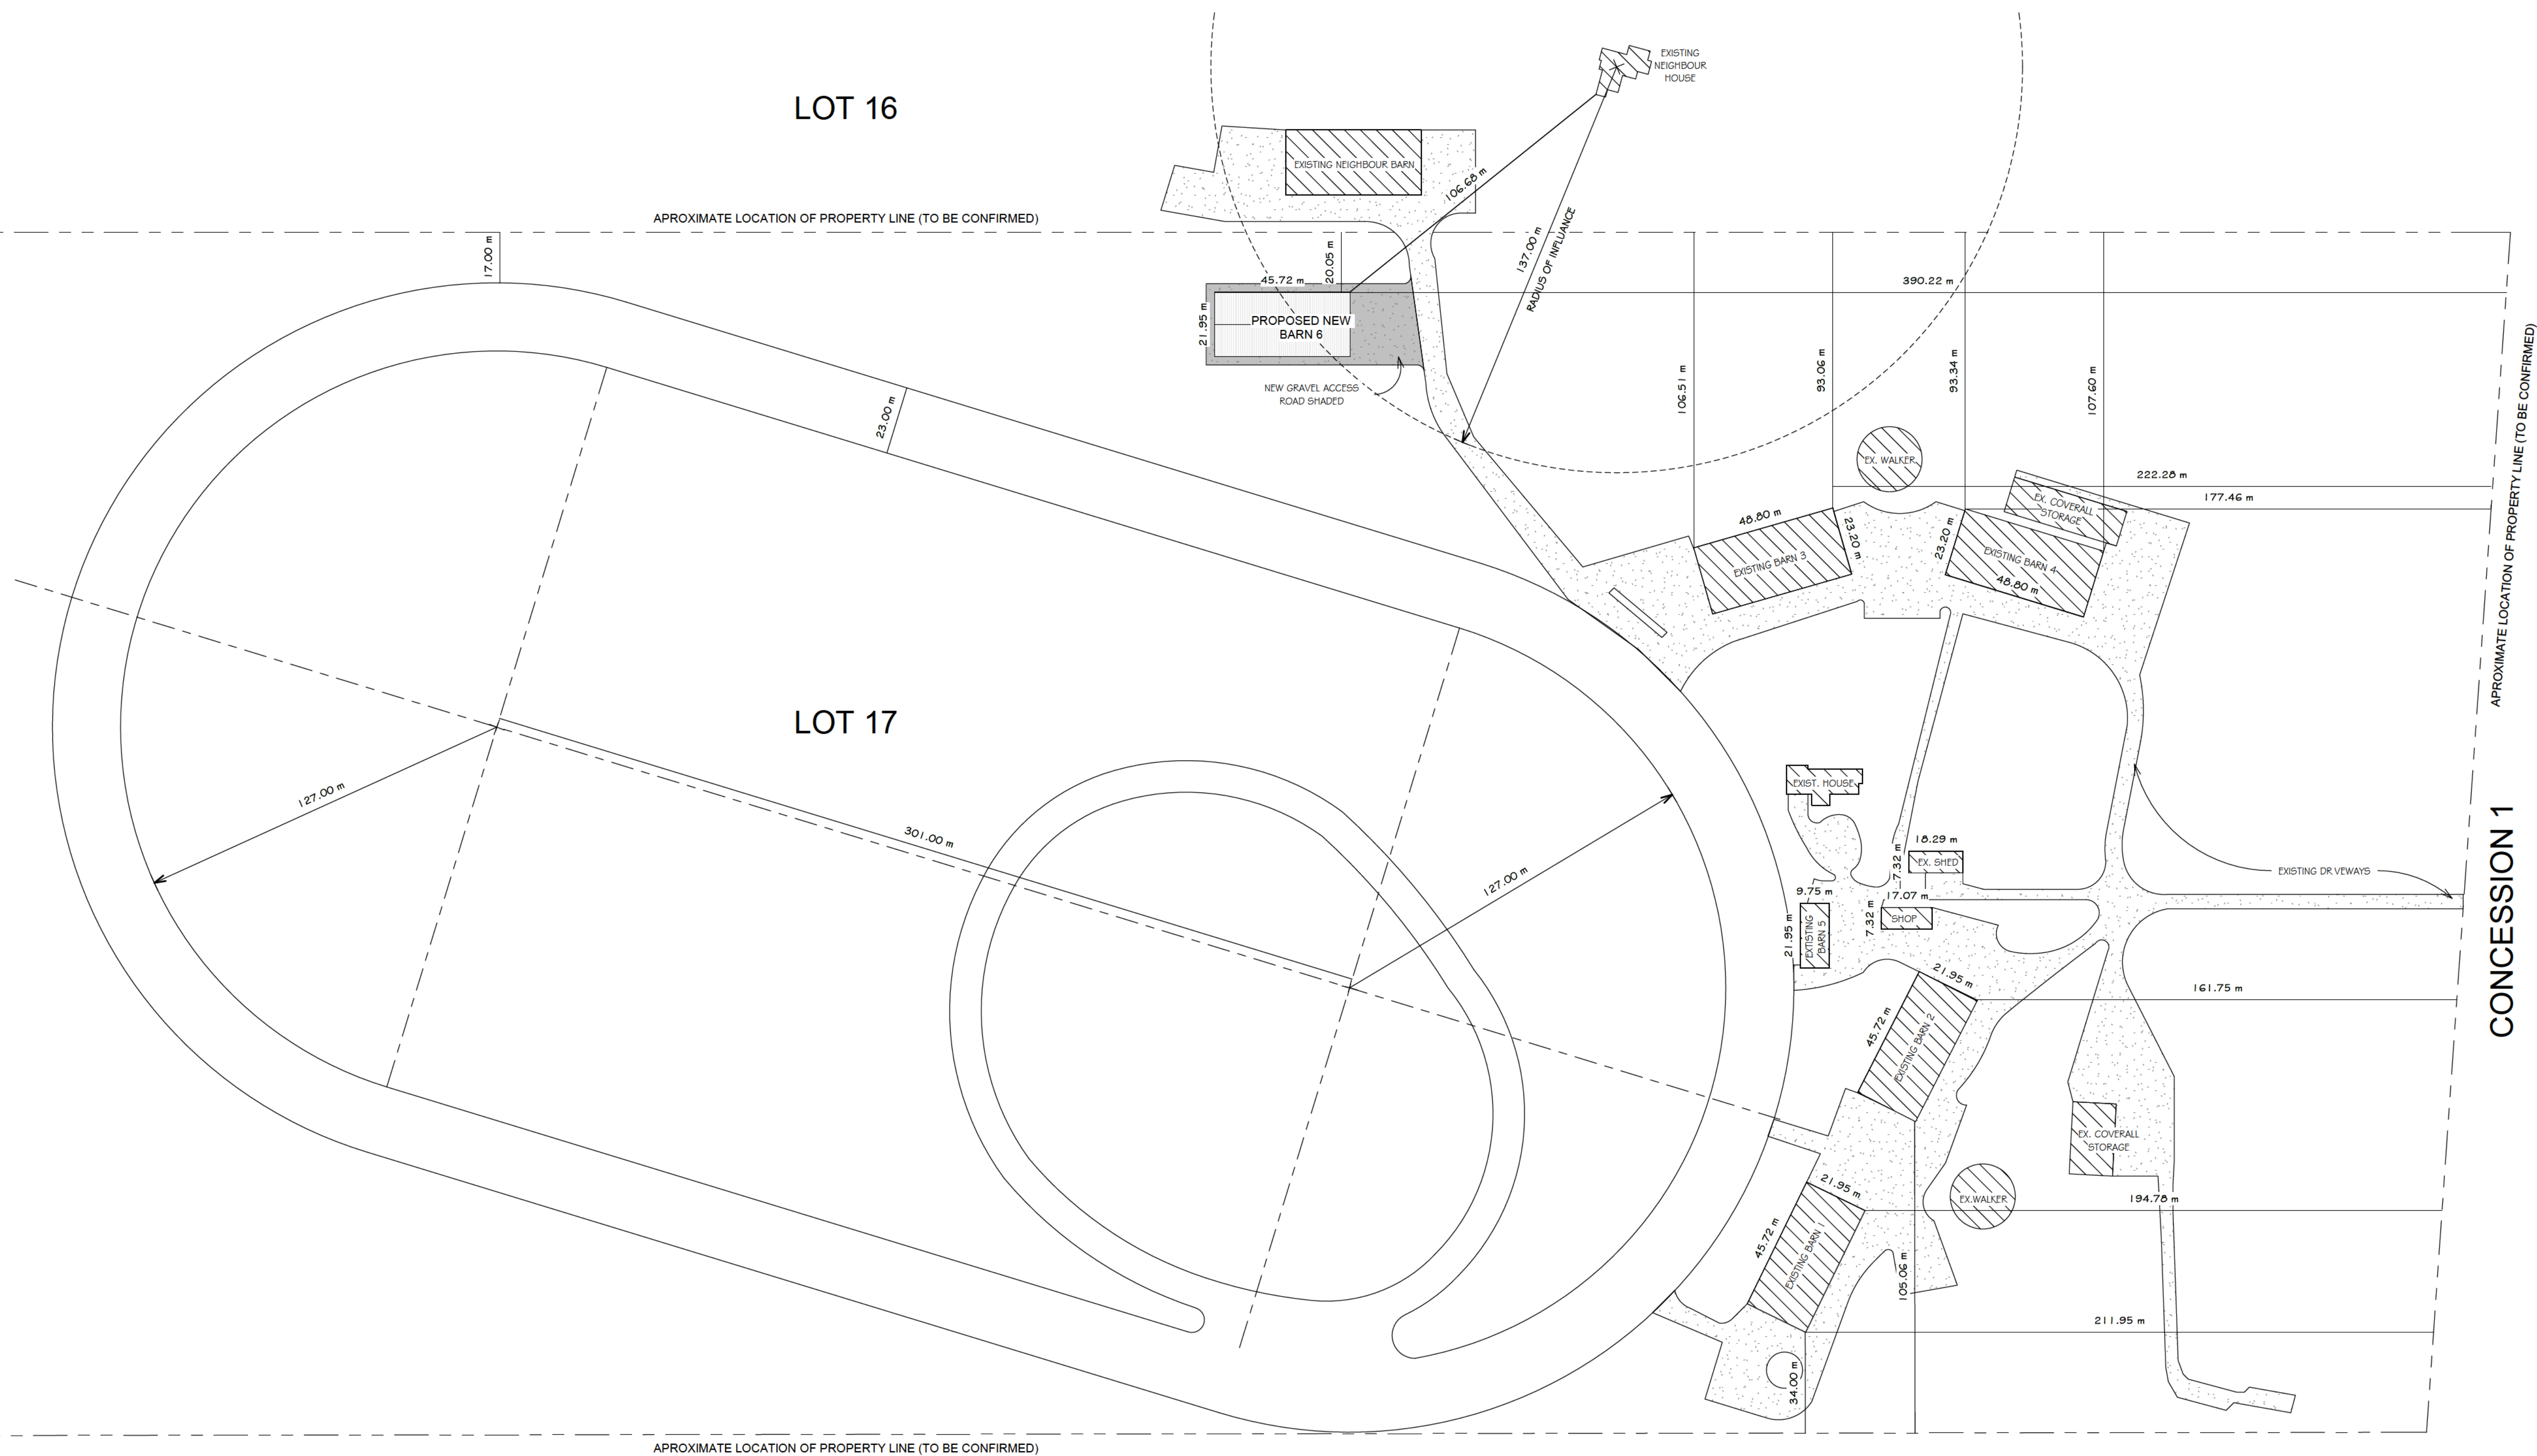 EXISTING
NEIGHBOUR
HOUSE
LOT 16
EXISTING NEIGHBOUR BARN
106.68 m
APROXIMATE LOCATION OF PROPERTY LINE (TO BE CONFIRMED)
17.00 m
20.05 m
137.00 m
RADIUS OF INFLUANCE
45.72 m
390.22 m
21.95 m
PROPOSED NEW
BARN 6
NEW GRAVEL ACCESS
ROAD SHADED
106.51 m
93.06 m
93.34 m
107.60 m
APROXIMATE LOCATION OF PROPERTY LINE (TO BE CONFIRMED)
23.00 m
EX. WALKER
222.28 m
177.46 m
EX. COVERALL
STORAGE
48.80 m
23.20 m
23.20 m
EXISTING BARN 3
EXISTING BARN 4
48.80 m
LOT 17
127.00 m
301.00 m
127.00 m
EXIST. HOUSE
18.29 m
7.32 m
EX. SHED
EXISTING DR VEWAYS
9.75 m
17.07 m
7.32 m
SHOP
21.95 m
EXTISTING
BARN 5
CONCESSION 1
21.95 m
161.75 m
45.72 m
EXISTING BARN 2
EX. COVERALL
STORAGE
21.95 m
EX.WALKER
194.78 m
45.72 m
EXISTING BARN 1
105.06 m
211.95 m
34.00 m
APROXIMATE LOCATION OF PROPERTY LINE (TO BE CONFIRMED)